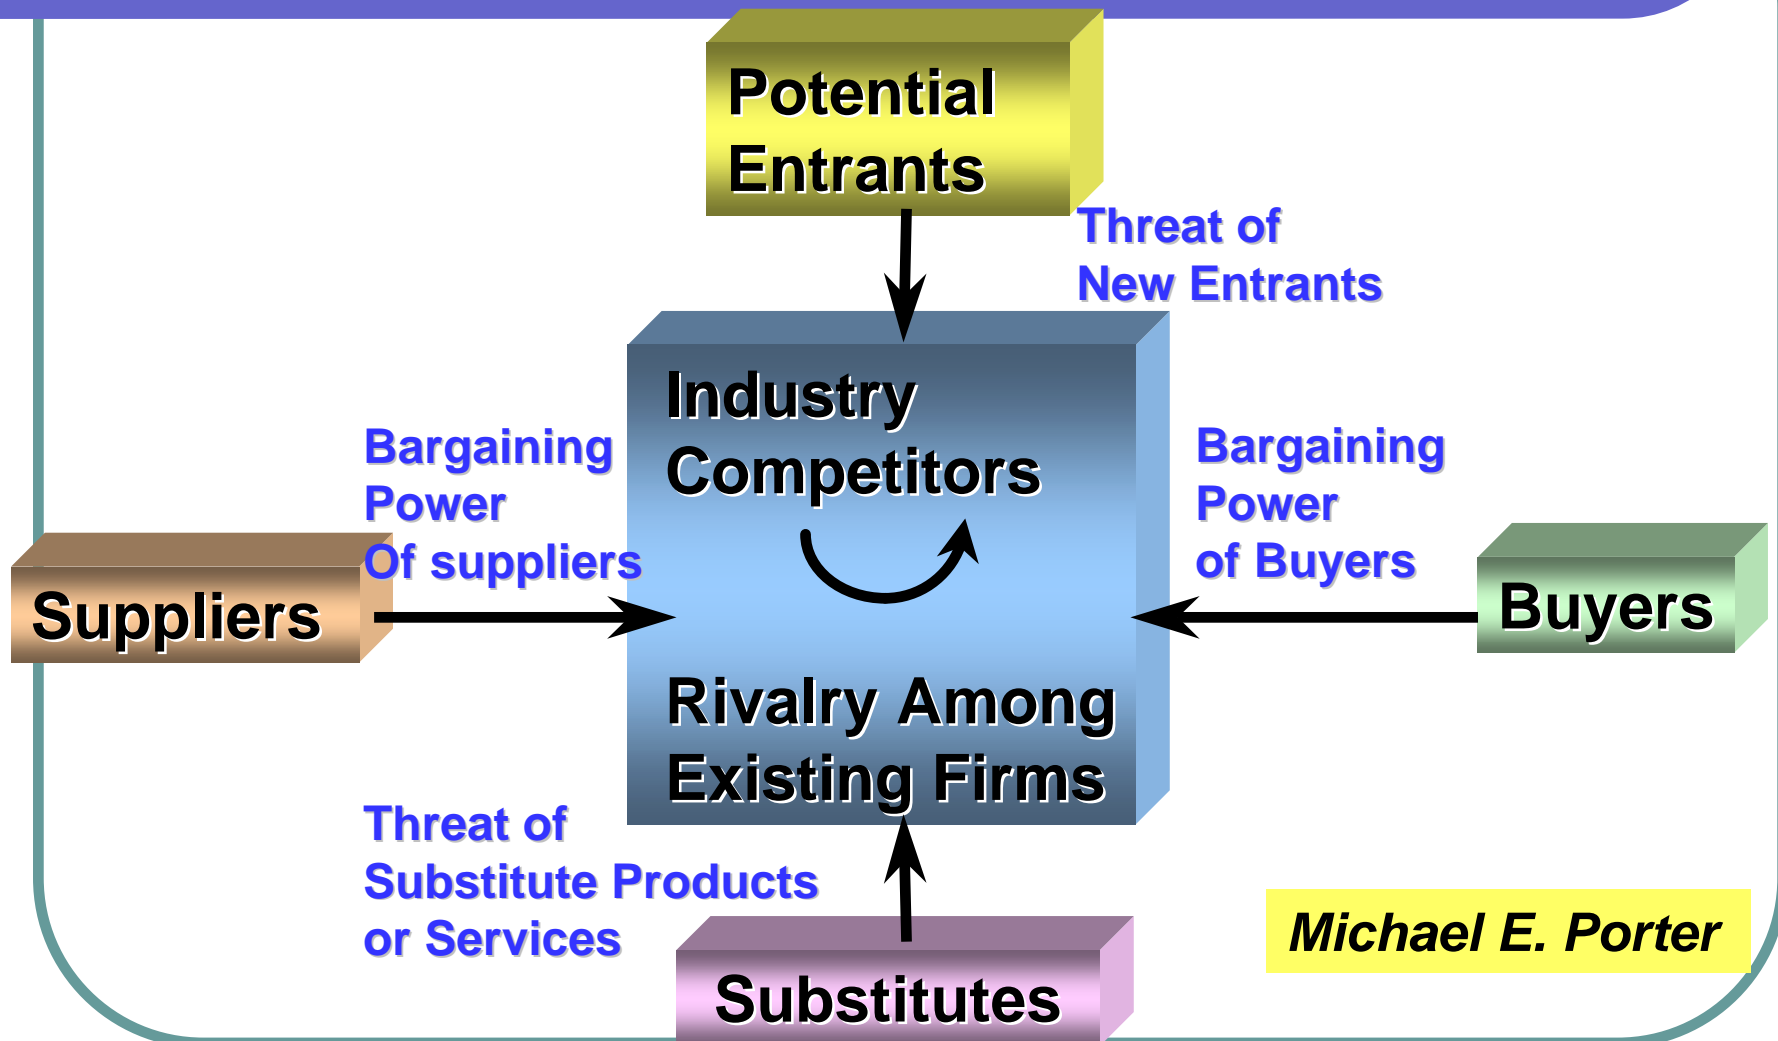 Potential
Entrants
Threat of
New Entrants
Industry
Competitors
Bargaining
Power
Of suppliers
Bargaining
Power
of Buyers
Suppliers
Buyers
Rivalry Among
Existing Firms
Threat of
Substitute Products
or Services
Michael E. Porter
Substitutes